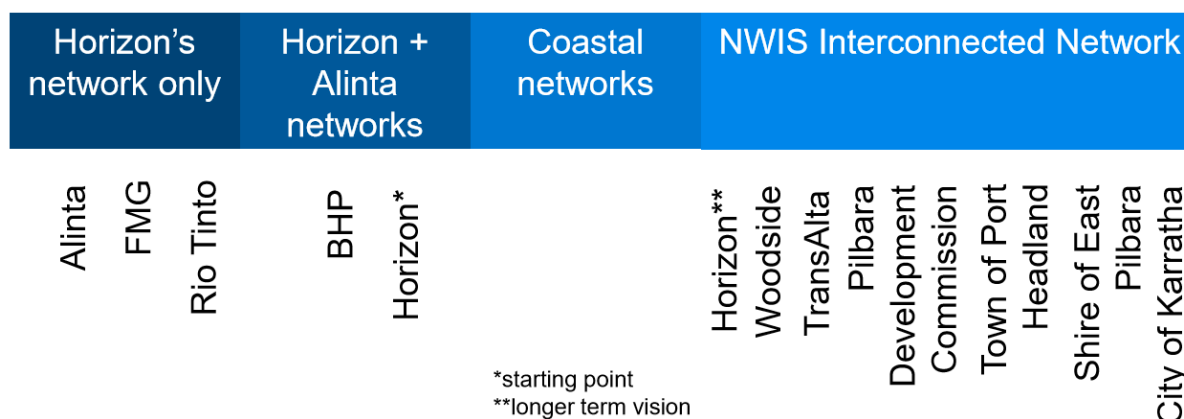 Horizon's
network only
Horizon +
Alinta
networks
Coastal
networks
NWIS Interconnected Network
Alinta
FMG
Rio Tinto
BHP
Horizon*
Horizon**
Woodside
TransAlta
Pilbara
Development
Commission
Town of Port
Headland
Shire of East
Pilbara
City of Karratha
*starting point
**longer term vision